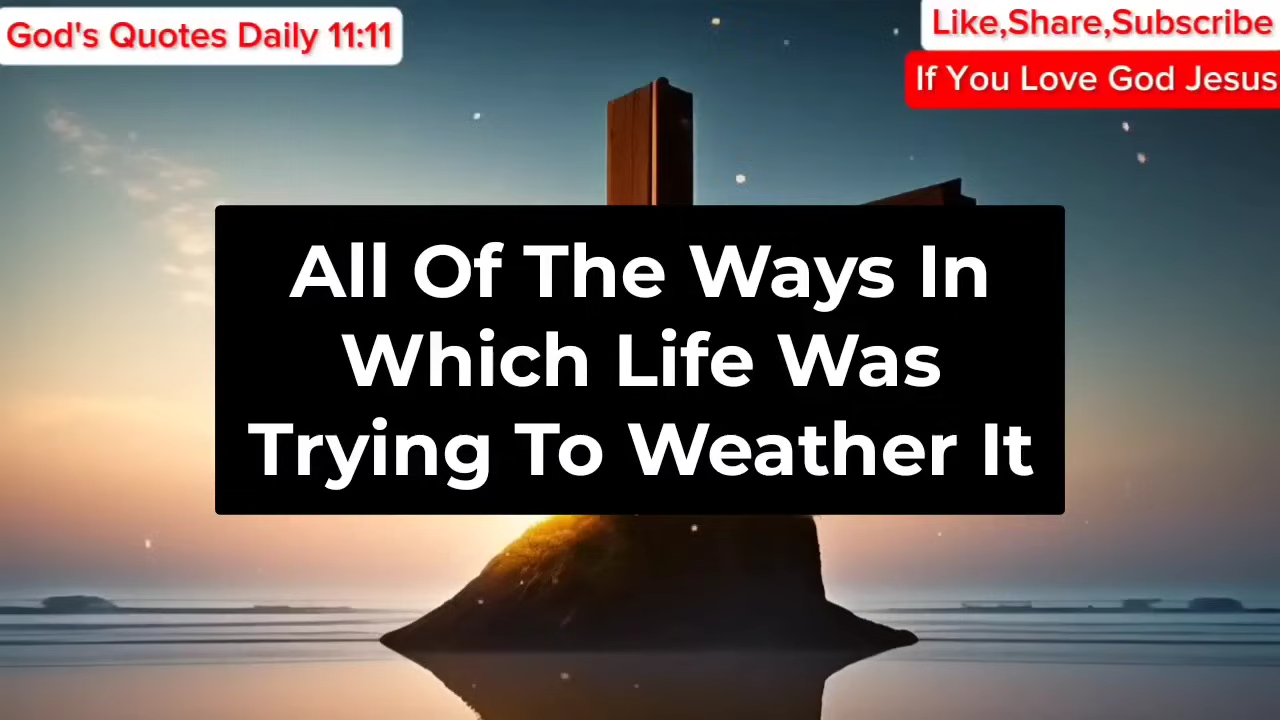 God's Quotes Daily 11:11
Like,Share,Subscribe
If You Love God Jesus
All Of The Ways In
Which Life Was
Trying To Weather It